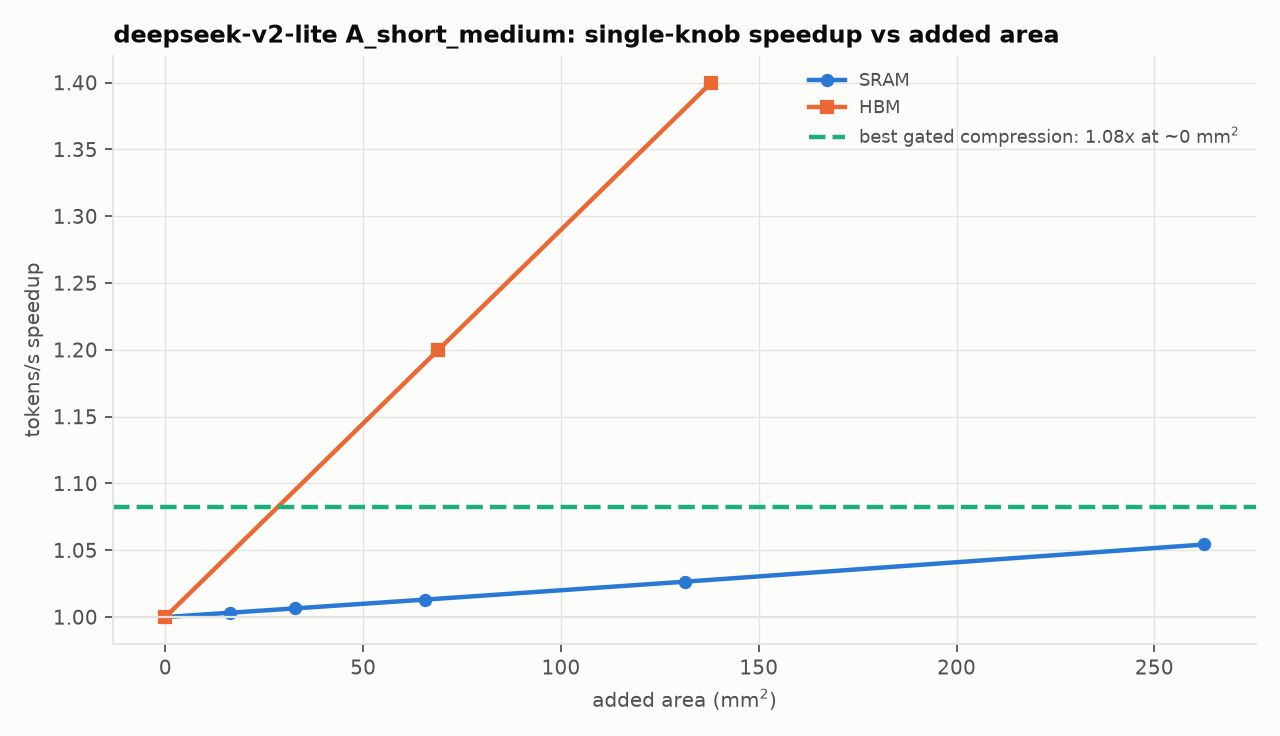 deepseek-v2-lite A_short_medium: single-knob speedup vs added area
SRAM
HBM
best gated compression: 1.08x at ~0 mm²
1.40
1.35
1.30
1.25
1.20
1.15
1.10
1.05
1.00
tokens/s speedup
0
50
100
150
200
250
added area (mm²)